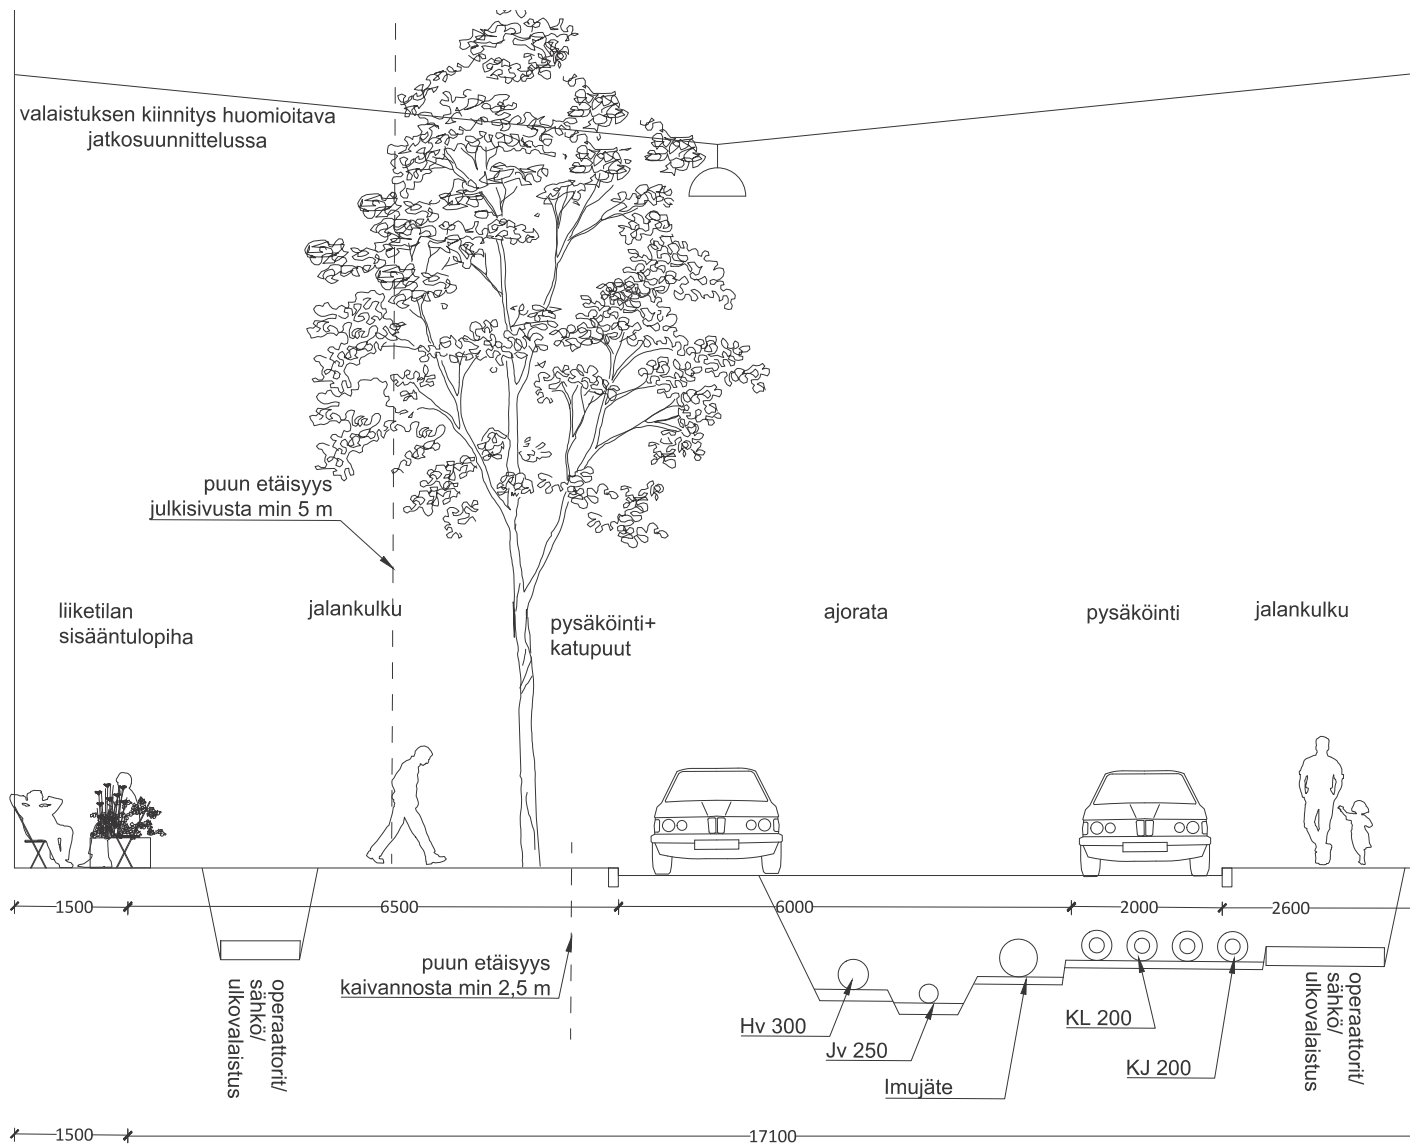 valaistuksen kiinnitys huomioitava
jatkosuunnittelussa
puun etäisyys
julkisivusta min 5 m
liiketilan
sisääntulopiha
jalankulku
pysäköinti+
katupuut
ajorata
pysäköinti
jalankulku
1500
6500
6000
2000
2600
puun etäisyys
kaivannosta min 2,5 m
operaattorit/
sähkö/
ulkovalaistus
Hv 300
Jv 250
Imujäte
KL 200
KJ 200
operaattorit/
sähkö/
ulkovalaistus
1500
17100